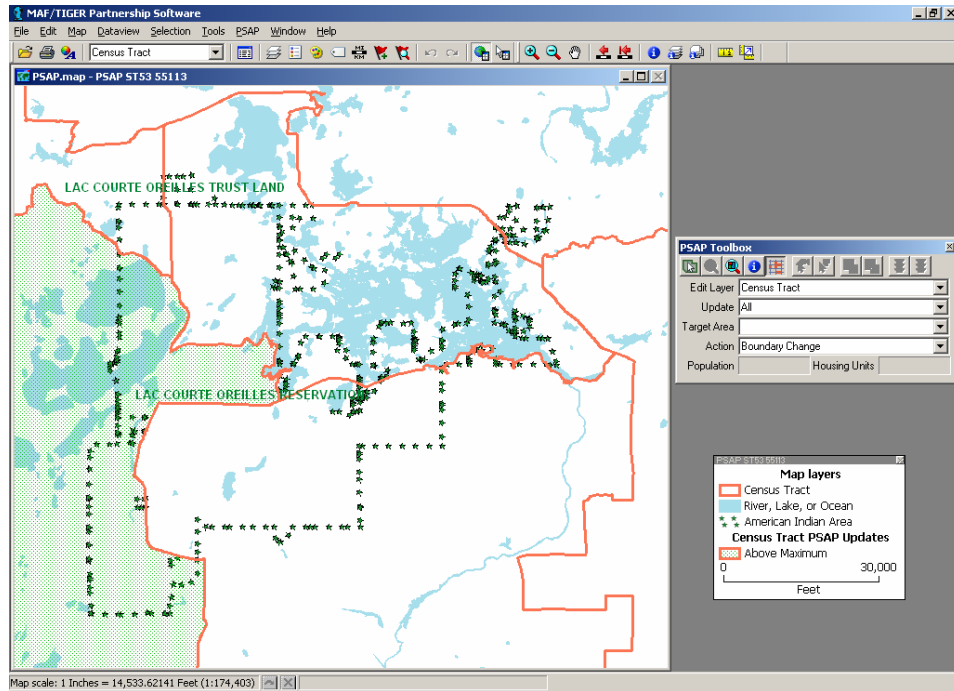 MAF/TIGER Partnership Software
File Edit Map Dataview Selection Tools PSAP Window Help
Census Tract
PSAP.map - PSAP ST53 55113
LAC COURTE OREILLES TRUST LAND
LAC COURTE OREILLES RESERVATION
PSAP Toolbox
Edit Layer Census Tract
Update All
Target Area
Action Boundary Change
Population Housing Units
PSAP ST53 55113
Map layers
Census Tract
River, Lake, or Ocean
American Indian Area
Census Tract PSAP Updates
Above Maximum
0 30,000
Feet
Map scale: 1 Inches = 14,533.62141 Feet (1:174,403)